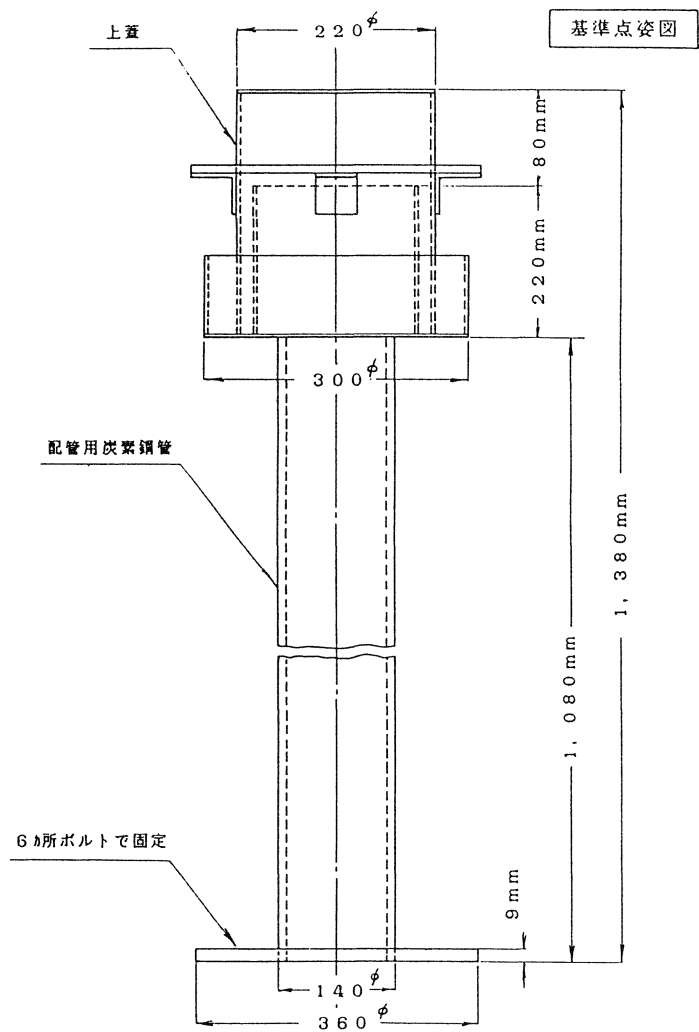 基準点姿図
上蓋
220φ
80mm
220mm
300φ
配管用炭素鋼管
1,380mm
1,080mm
6ヵ所ボルトで固定
9mm
140φ
360φ